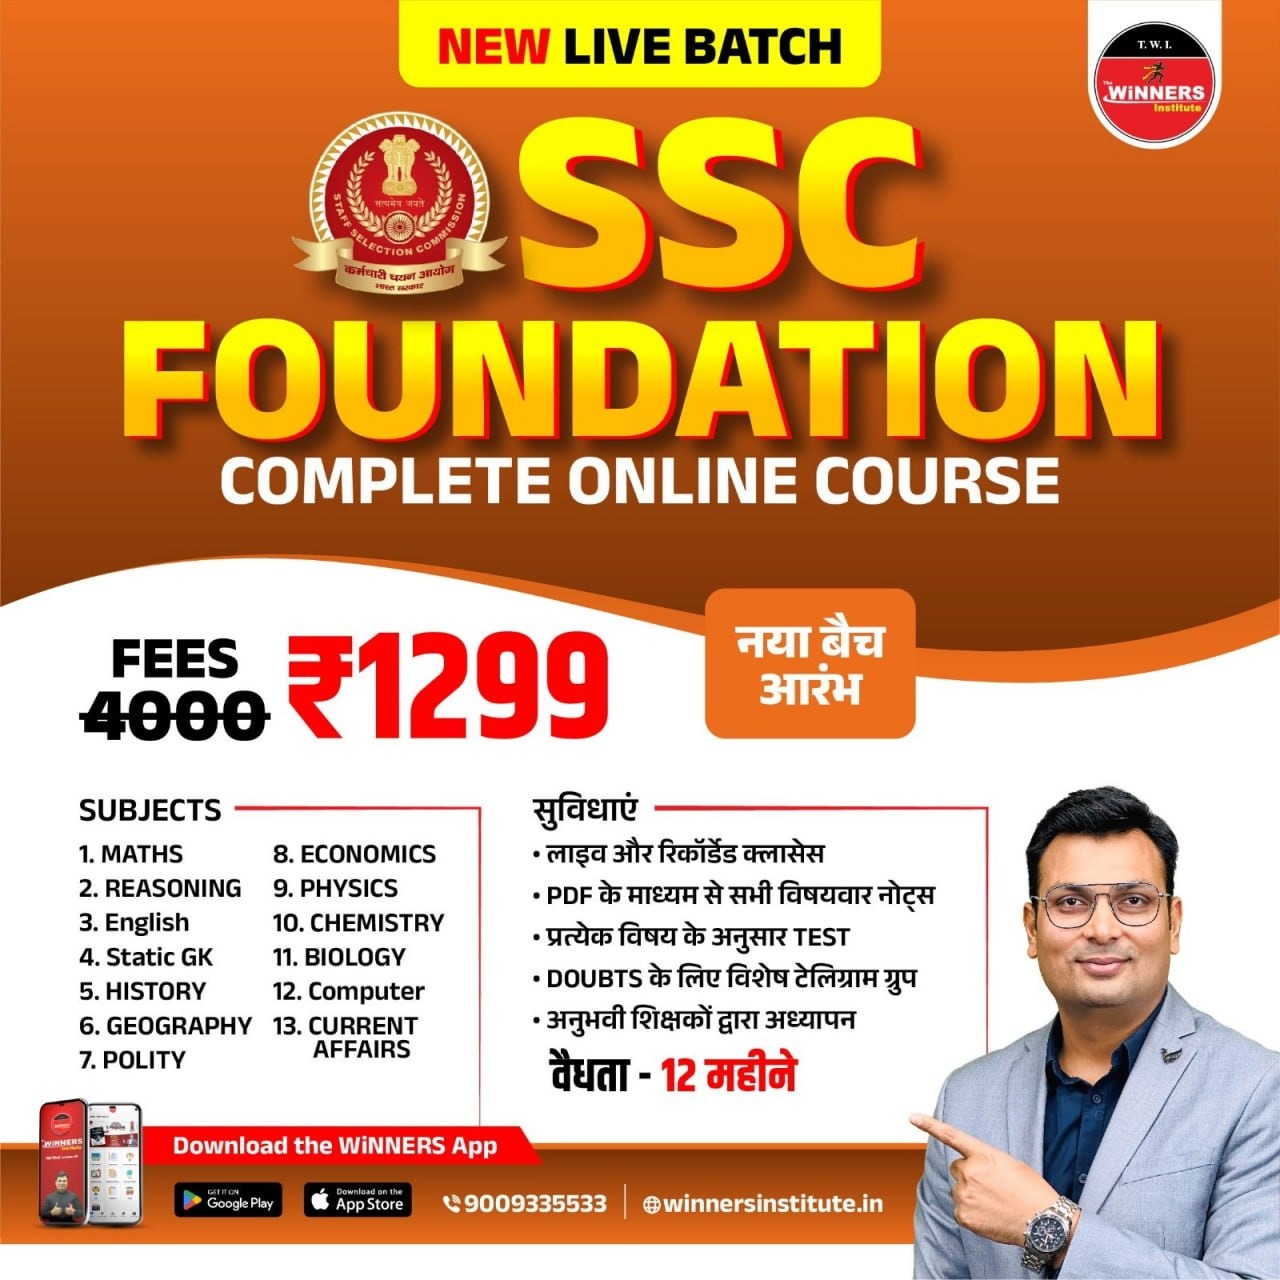 NEW LIVE BATCH
T. W. I.
The
WiNNERS
Institute
सत्यमेव जयते
STAFF SELECTION COMMISSION
कर्मचारी चयन आयोग
भारत सरकार
SSC
FOUNDATION
COMPLETE ONLINE COURSE
FEES
4000 ₹1299
नया बैच
आरंभ
SUBJECTS
1. MATHS
2. REASONING
3. English
4. Static GK
5. HISTORY
6. GEOGRAPHY
7. POLITY
8. ECONOMICS
9. PHYSICS
10. CHEMISTRY
11. BIOLOGY
12. Computer
13. CURRENT
AFFAIRS
सुविधाएं
• लाइव और रिकॉर्डेड क्लासेस
• PDF के माध्यम से सभी विषयवार नोट्स
• प्रत्येक विषय के अनुसार TEST
• DOUBTS के लिए विशेष टेलिग्राम ग्रुप
• अनुभवी शिक्षकों द्वारा अध्यापन
वैधता - 12 महीने
WiNNERS
Institute
Download the WiNNERS App
GET IT ON
Google Play
Download on the
App Store
9009335533
winnersinstitute.in